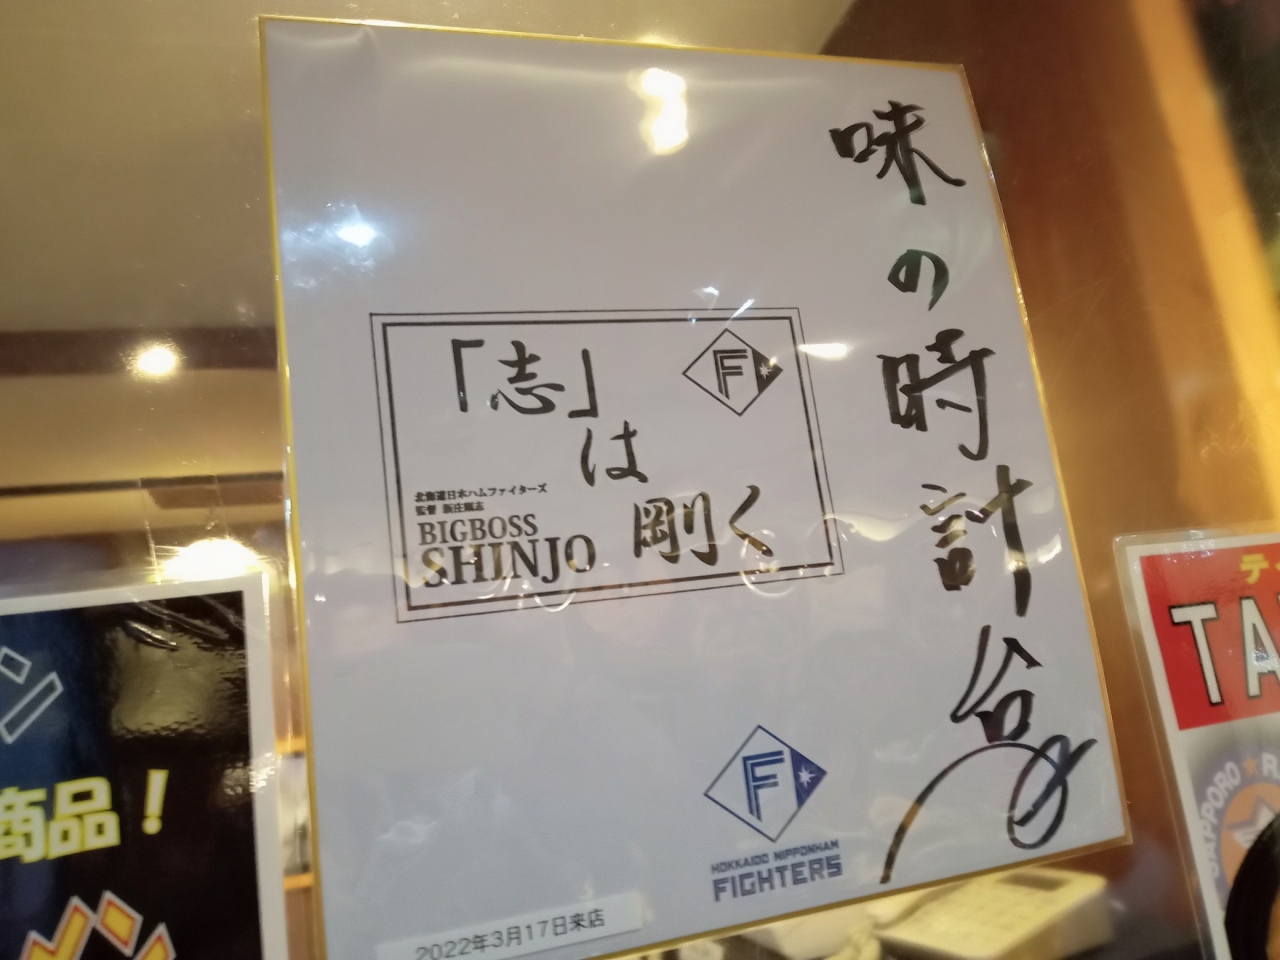 味の時計台
「志」
は
剛く
北海道日本ハムファイターズ
監督 新庄剛志
BIGBOSS
SHINJO
F
F
HOKKAIDO NIPPONHAM
FIGHTERS
2022年3月17日来店
商品！
TA
SAPPORO